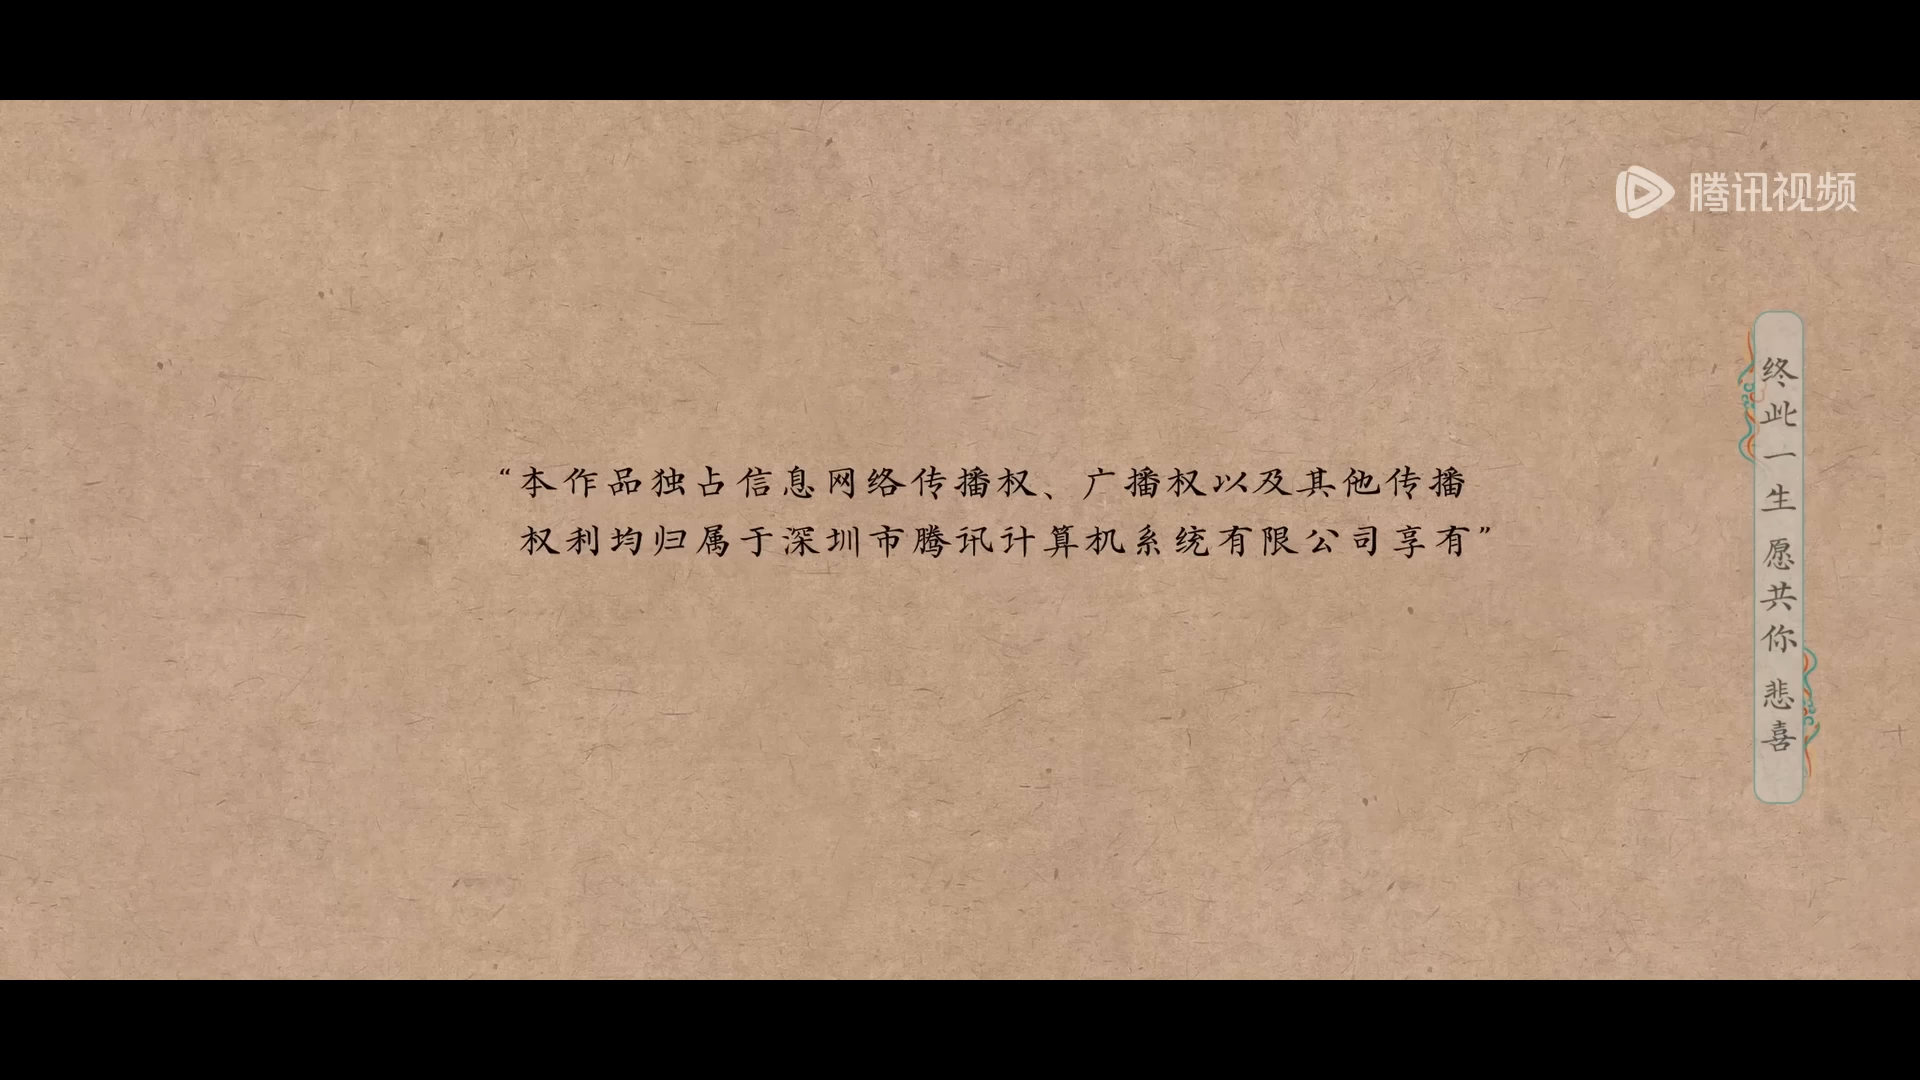 腾讯视频
“本作品独占信息网络传播权、广播权以及其他传播
权利均归属于深圳市腾讯计算机系统有限公司享有”
终此一生 愿共你 悲喜